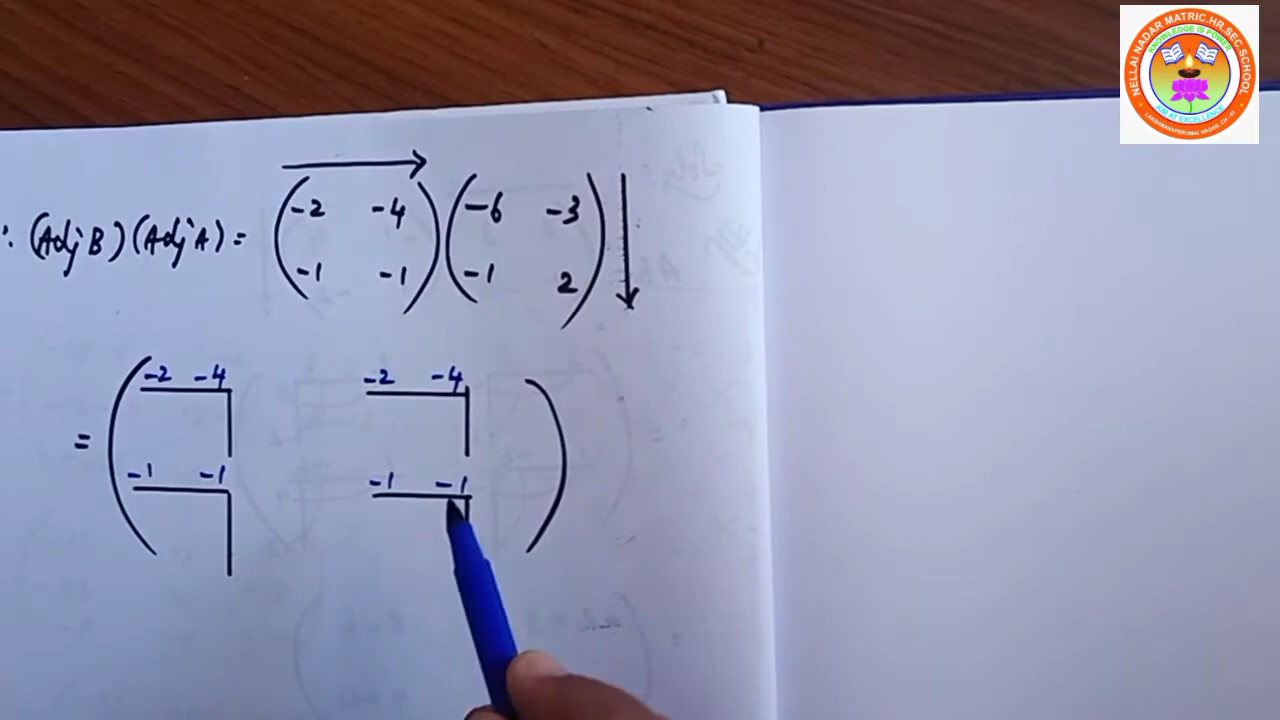 ∴ (Adj B)(Adj A) = (-2 -4) (-6 -3)
-1 -1 -1 2
= -2 -4 -2 -4
-1 -1 -1 -1
NELLAI NADAR MATRIC.HR.SEC.SCHOOL
KNOWLEDGE IS POWER
AIM AT EXCELLENCE